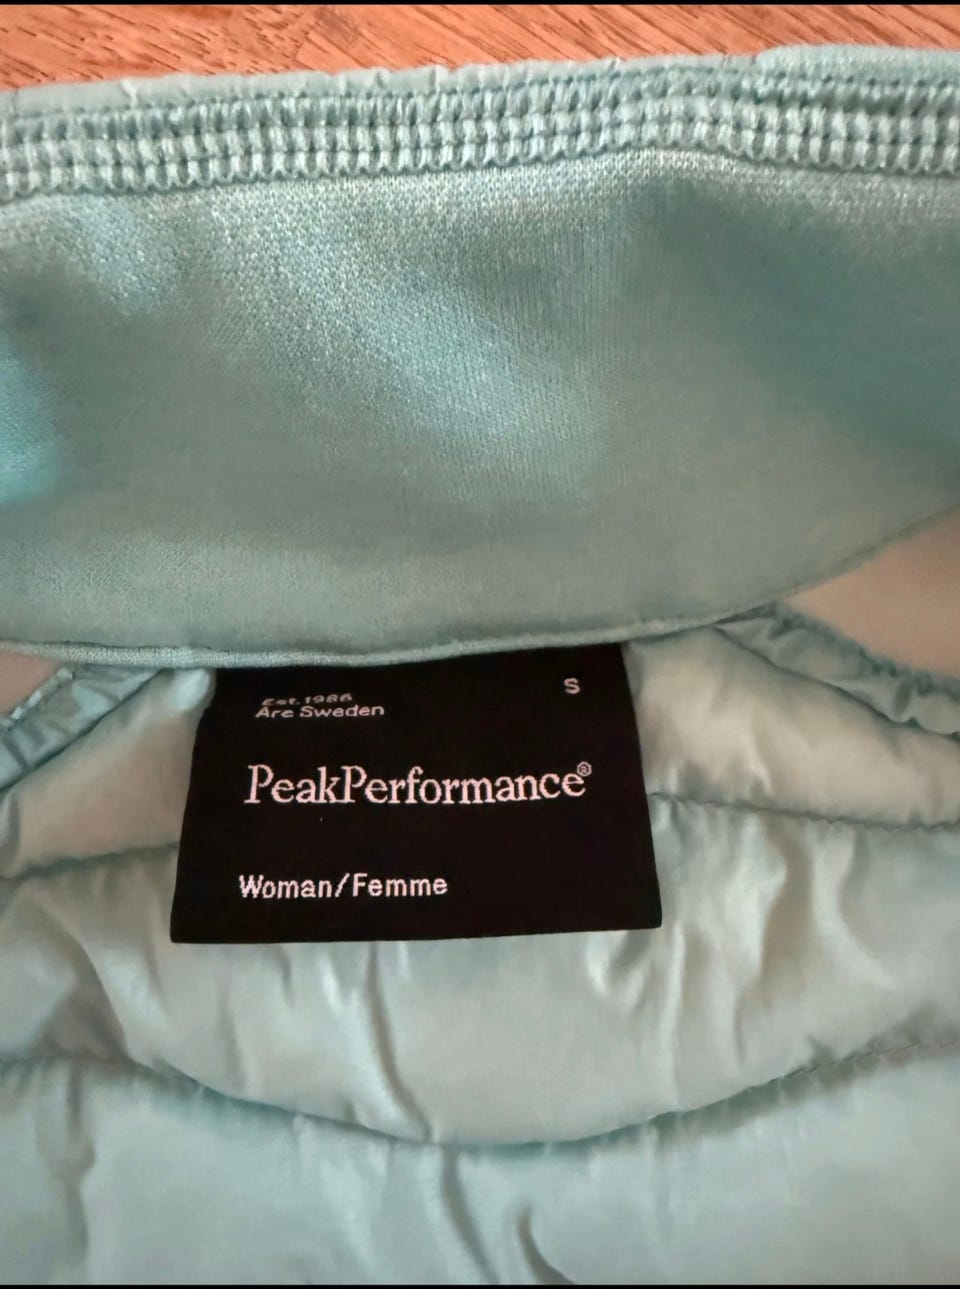 Est.1986
S
Åre Sweden
PeakPerformance®
Woman/Femme